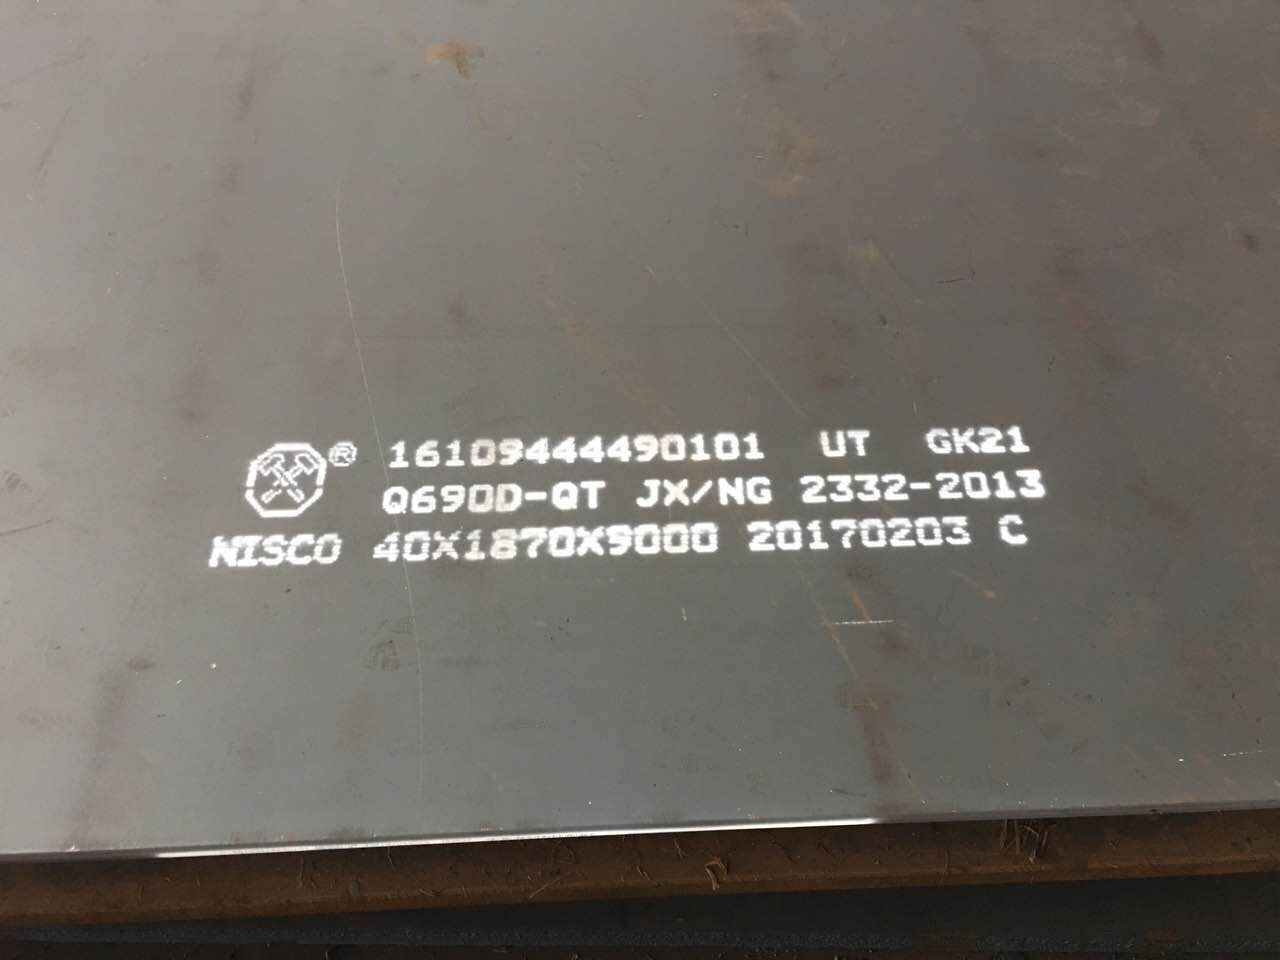 ® 16109444490101 UT GK21
Q690D-QT JX/NG 2332-2013
NISCO 40X1870X9000 20170203 C